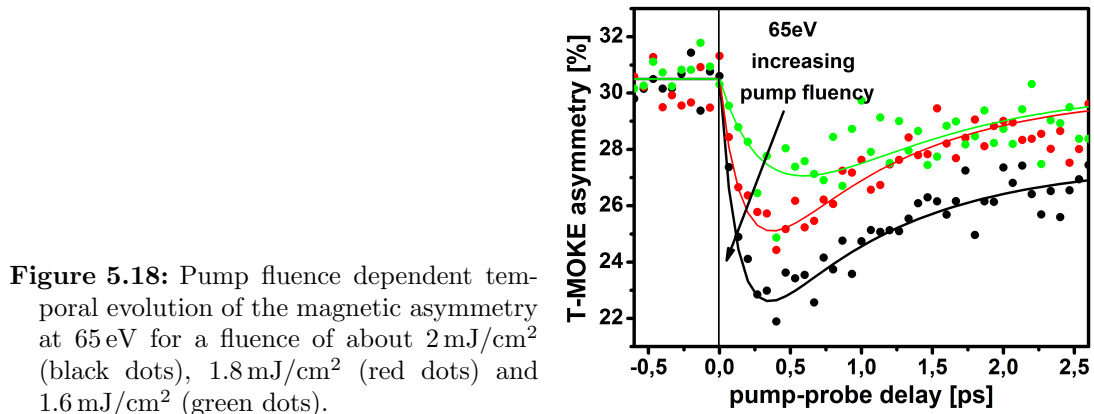 Figure 5.18: Pump fluence dependent tem-
poral evolution of the magnetic asymmetry
at 65 eV for a fluence of about 2 mJ/cm²
(black dots), 1.8 mJ/cm² (red dots) and
1.6 mJ/cm² (green dots).
T-MOKE asymmetry [%]
32
30
28
26
24
22
65eV
increasing
pump fluency
-0,5 0,0 0,5 1,0 1,5 2,0 2,5
pump-probe delay [ps]